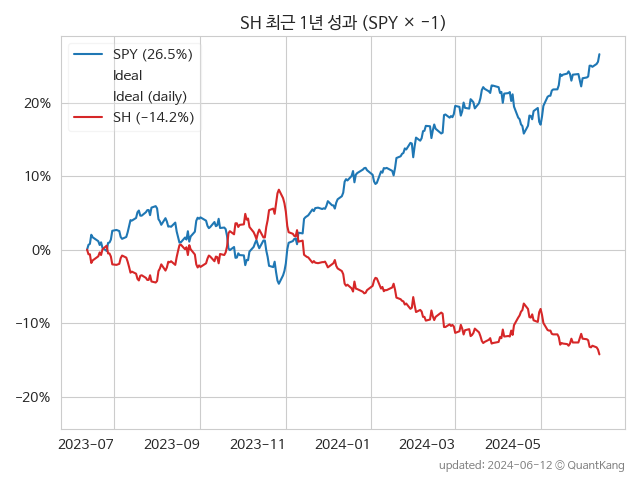 SH 최근 1년 성과 (SPY × −1)
SPY (26.5%)
Ideal
Ideal (daily)
SH (−14.2%)
20%
10%
0%
−10%
−20%
2023−07
2023−09
2023−11
2024−01
2024−03
2024−05
updated: 2024−06−12 © QuantKang